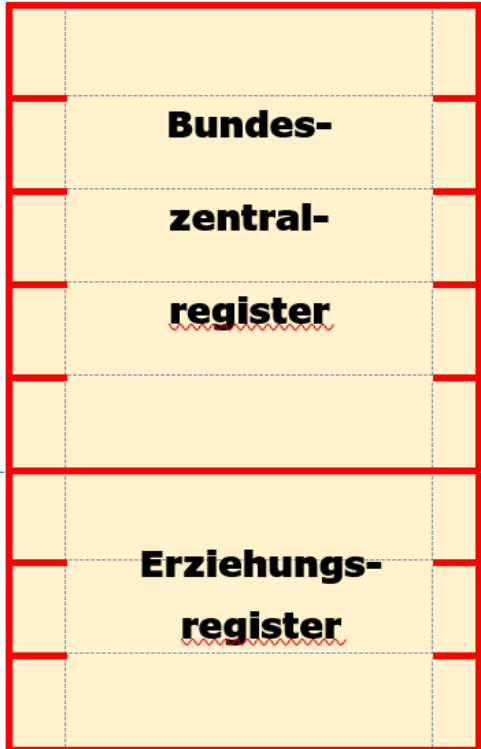 Bundes-
zentral-
register
Erziehungs-
register